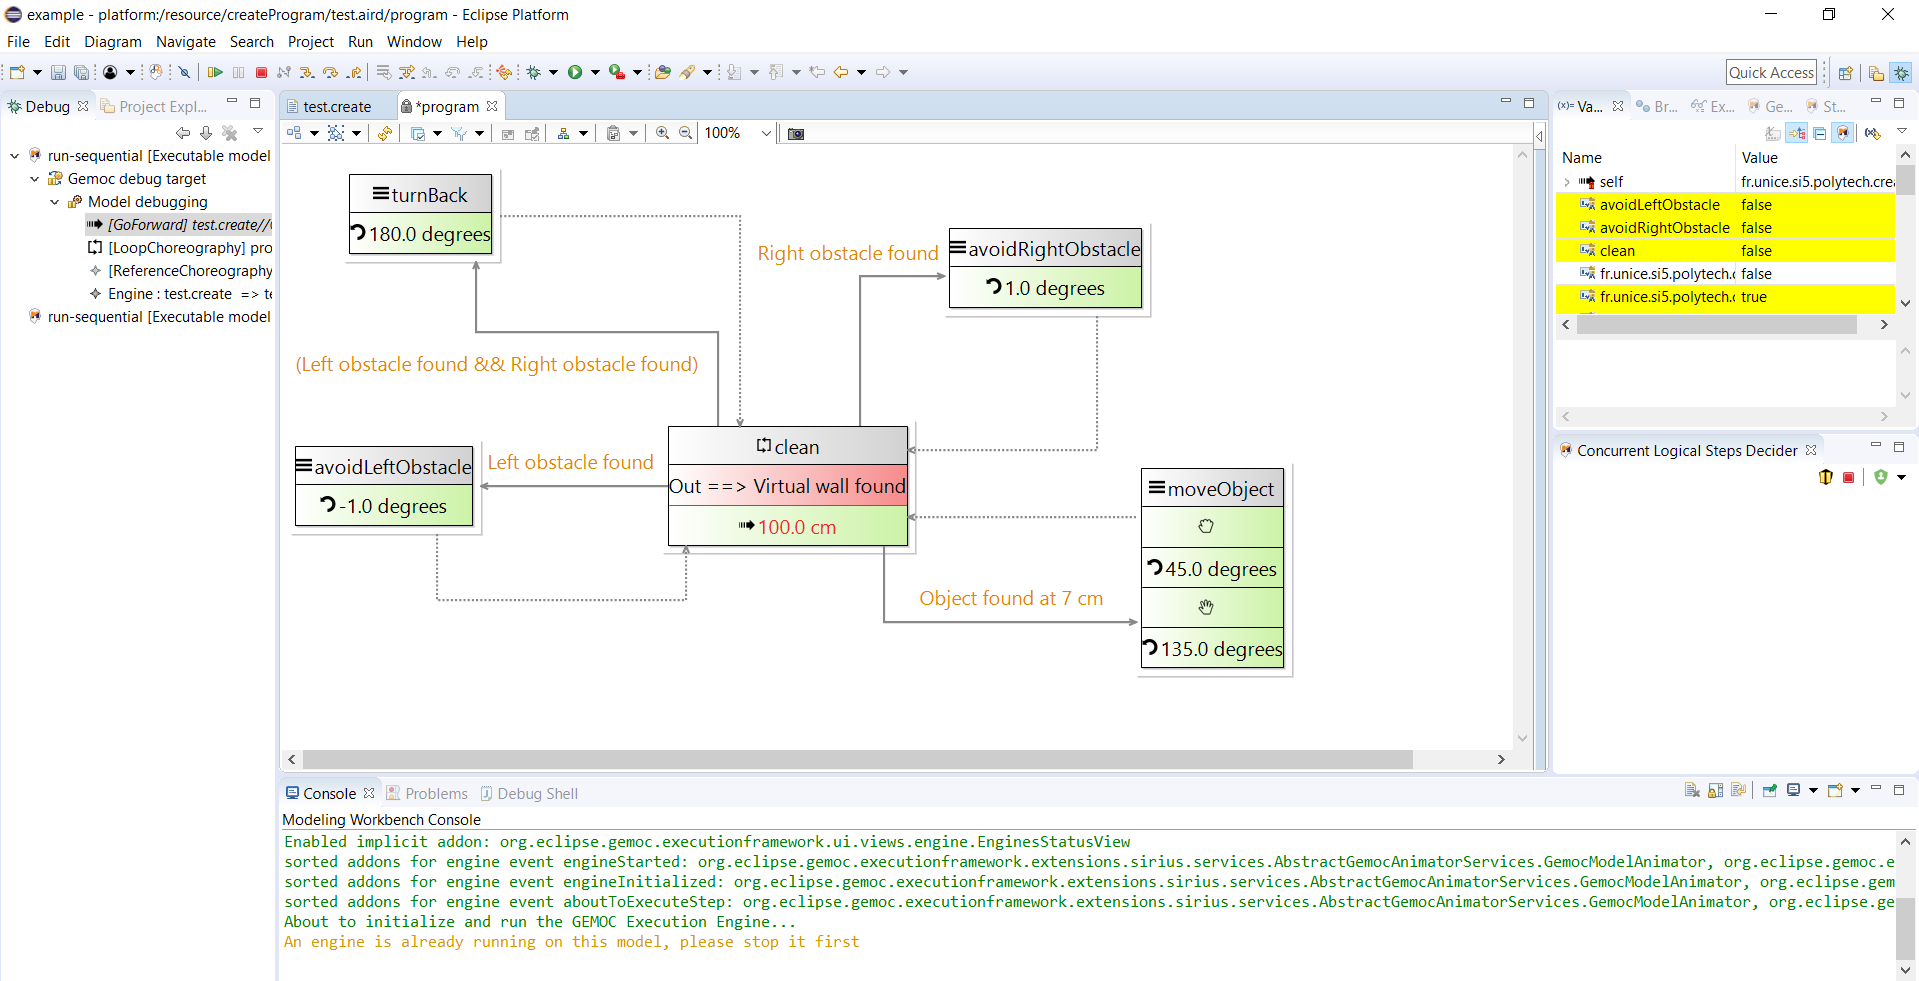 example - platform:/resource/createProgram/test.aird/program - Eclipse Platform
File Edit Diagram Navigate Search Project Run Window Help
Quick Access
Debug Project Expl...
run-sequential [Executable model
Gemoc debug target
Model debugging
[GoForward] test.create//
[LoopChoreography] pro
[ReferenceChoreography
Engine : test.create => te
run-sequential [Executable model
test.create *program
100%
turnBack
180.0 degrees
Right obstacle found
avoidRightObstacle
1.0 degrees
(Left obstacle found && Right obstacle found)
avoidLeftObstacle
-1.0 degrees
Left obstacle found
clean
Out ==> Virtual wall found
100.0 cm
moveObject
45.0 degrees
135.0 degrees
Object found at 7 cm
(x)= Va... Br... Ex... Ge... St...
Name Value
self fr.unice.si5.polytech.crea
avoidLeftObstacle false
avoidRightObstacle false
clean false
fr.unice.si5.polytech.c false
fr.unice.si5.polytech.c true
Concurrent Logical Steps Decider
Console Problems Debug Shell
Modeling Workbench Console
Enabled implicit addon: org.eclipse.gemoc.executionframework.ui.views.engine.EnginesStatusView
sorted addons for engine event engineStarted: org.eclipse.gemoc.executionframework.extensions.sirius.services.AbstractGemocAnimatorServices.GemocModelAnimator, org.eclipse.gemoc.e
sorted addons for engine event engineInitialized: org.eclipse.gemoc.executionframework.extensions.sirius.services.AbstractGemocAnimatorServices.GemocModelAnimator, org.eclipse.gem
sorted addons for engine event aboutToExecuteStep: org.eclipse.gemoc.executionframework.extensions.sirius.services.AbstractGemocAnimatorServices.GemocModelAnimator, org.eclipse.ge
About to initialize and run the GEMOC Execution Engine...
An engine is already running on this model, please stop it first